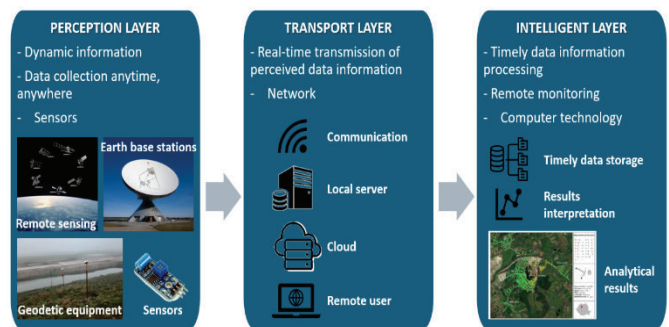 PERCEPTION LAYER
- Dynamic information
- Data collection anytime,
anywhere
- Sensors
Earth base stations
Remote sensing
Geodetic equipment
Sensors
TRANSPORT LAYER
- Real-time transmission of
perceived data information
- Network
Communication
Local server
Cloud
Remote user
INTELLIGENT LAYER
- Timely data information
processing
- Remote monitoring
- Computer technology
Timely data storage
Results
interpretation
Analytical
results